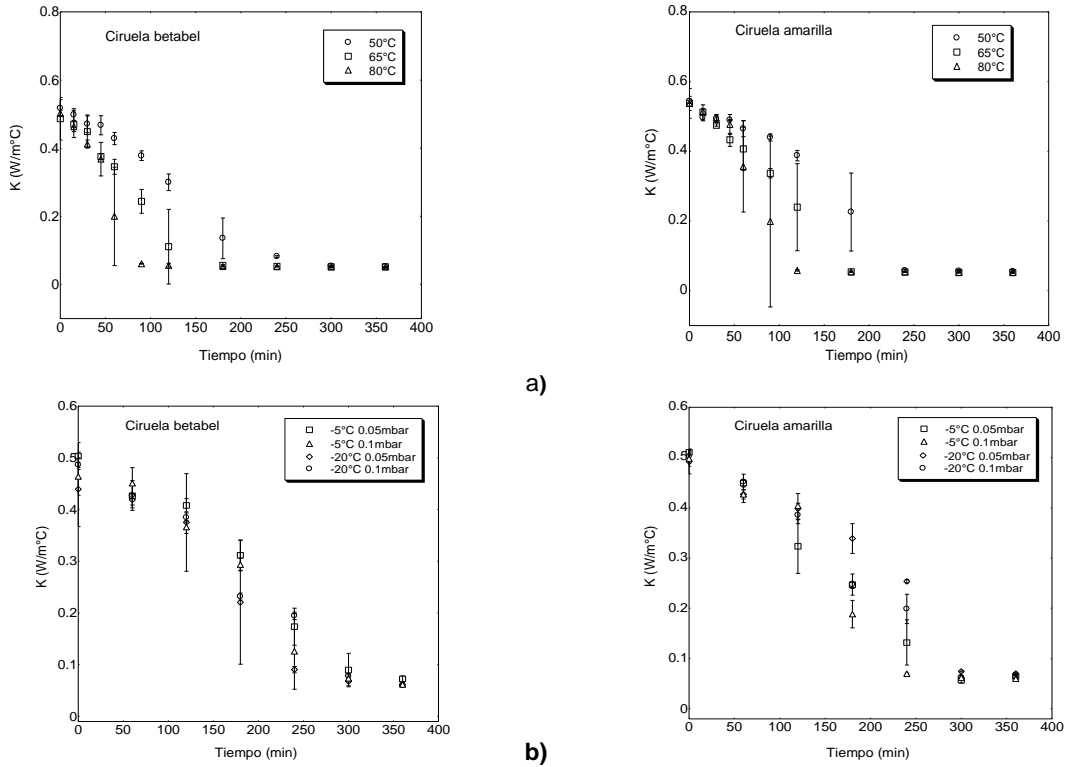 Ciruela betabel
50°C
65°C
80°C
K (W/m°C)
0.8
0.6
0.4
0.2
0
0 50 100 150 200 250 300 350 400
Tiempo (min)
Ciruela amarilla
50°C
65°C
80°C
K (W/m°C)
0.8
0.6
0.4
0.2
0
0 50 100 150 200 250 300 350 400
Tiempo (min)
a)
Ciruela betabel
-5°C 0.05mbar
-5°C 0.1mbar
-20°C 0.05mbar
-20°C 0.1mbar
K (W/m°C)
0.6
0.5
0.4
0.3
0.2
0.1
0
0 50 100 150 200 250 300 350 400
Tiempo (min)
Ciruela amarilla
-5°C 0.05mbar
-5°C 0.1mbar
-20°C 0.05mbar
-20°C 0.1mbar
K (W/m°C)
0.6
0.5
0.4
0.3
0.2
0.1
0
0 50 100 150 200 250 300 350 400
Tiempo (min)
b)